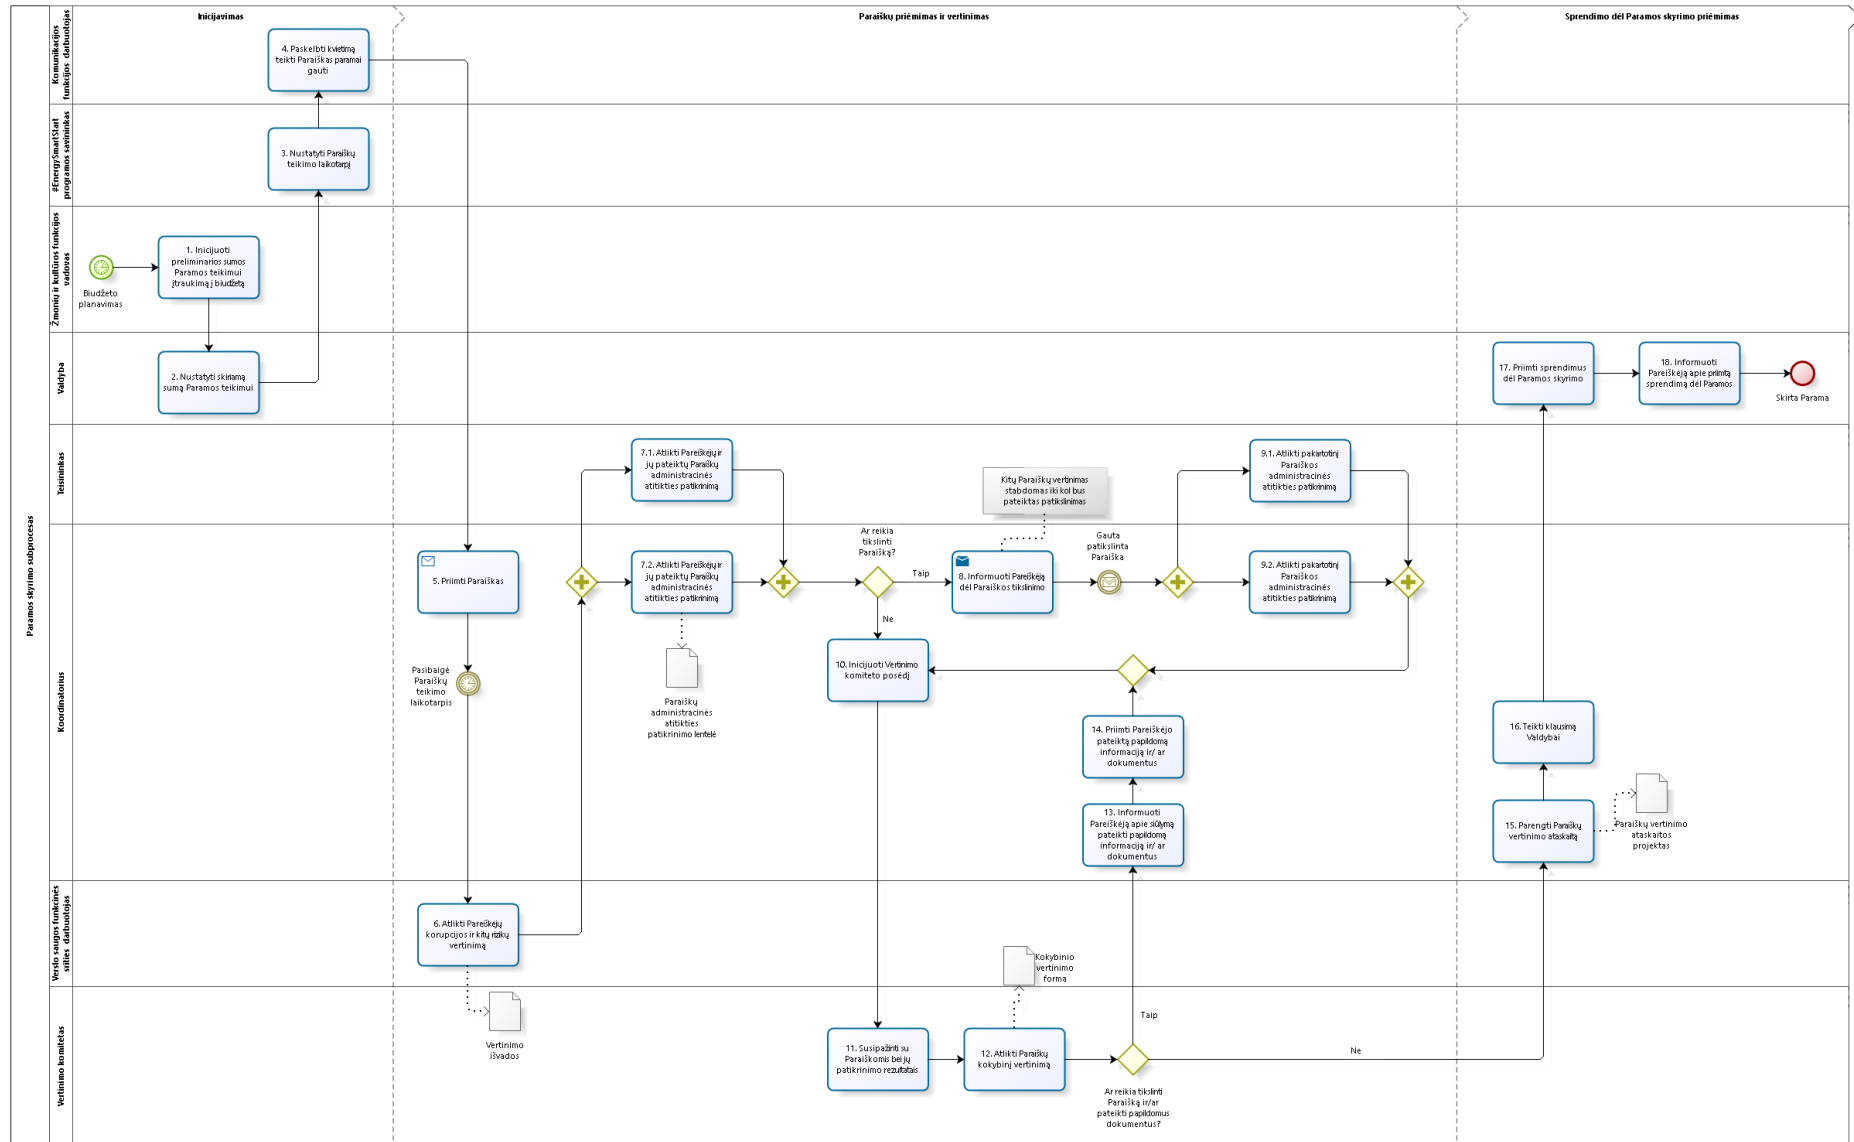 Inicijavimas
Paraiškų priėmimas ir vertinimas
Sprendimo dėl Paramos skyrimo priėmimas
Paramos skyrimo subprocesas
Komunikacijos
funkcijos darbuotojas
4. Paskelbti kvietimą
teikti Paraiškas paramai
gauti
#EnergySmartStart
programos savininkas
3. Nustatyti Paraiškų
teikimo laikotarpį
Žmonių ir kultūros funkcijos
vadovas
Biudžeto
planavimas
1. Inicijuoti
preliminarios sumos
Paramos teikimui
įtraukimą į biudžetą
Valdyba
2. Nustatyti skiriamą
sumą Paramos teikimui
17. Priimti sprendimus
dėl Paramos skyrimo
18. Informuoti
Pareiškėją apie priimtą
sprendimą dėl Paramos
Skirta Parama
Teisininkas
7.1. Atlikti Pareiškėjų ir
jų pateiktų Paraiškų
administracinės
atitikties patikrinimą
Kitų Paraiškų vertinimas
stabdomas iki kol bus
pateiktas patikslinimas
9.1. Atlikti pakartotinį
Paraiškos
administracinės
atitikties patikrinimą
Koordinatorius
5. Priimti Paraiškas
7.2. Atlikti Pareiškėjų ir
jų pateiktų Paraiškų
administracinės
atitikties patikrinimą
Ar reikia
tikslinti
Paraišką?
Taip
Ne
8. Informuoti Pareiškėją
dėl Paraiškos tikslinimo
Gauta
patikslinta
Paraiška
9.2. Atlikti pakartotinį
Paraiškos
administracinės
atitikties patikrinimą
Pasibaigė
Paraiškų
teikimo
laikotarpis
Paraiškų
administracinės
atitikties
patikrinimo lentelė
10. Inicijuoti Vertinimo
komiteto posėdį
14. Priimti Pareiškėjo
pateiktą papildomą
informaciją ir/ ar
dokumentus
13. Informuoti
Pareiškėją apie siūlymą
pateikti papildomą
informaciją ir/ ar
dokumentus
16. Teikti klausimą
Valdybai
15. Parengti Paraiškų
vertinimo ataskaitą
Paraiškų vertinimo
ataskaitos
projektas
Verslo saugos funkcinės
srities darbuotojas
6. Atlikti Pareiškėjų
korupcijos ir kitų rizikų
vertinimą
Kokybinio
vertinimo
forma
Vertinimo komitetas
Vertinimo
išvados
11. Susipažinti su
Paraiškomis bei jų
patikrinimo rezultatais
12. Atlikti Paraiškų
kokybinį vertinimą
Taip
Ne
Ar reikia tikslinti
Paraišką ir/ar
pateikti papildomus
dokumentus?